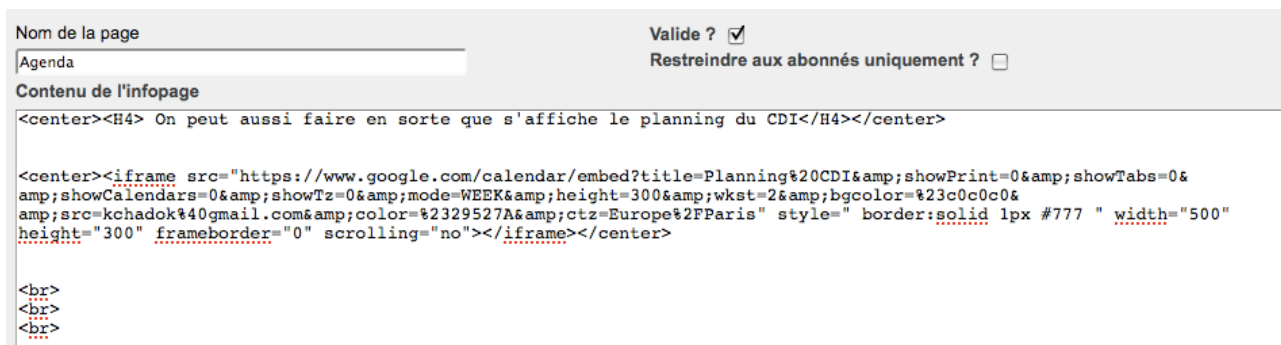 Nom de la page
Valide ?
Agenda
Restreindre aux abonnés uniquement ?
Contenu de l'infopage
<center><H4> On peut aussi faire en sorte que s'affiche le planning du CDI</H4></center>
<center><iframe src="https://www.google.com/calendar/embed?title=Planning%20CDI&amp;showPrint=0&amp;showTabs=0&
amp;showCalendars=0&amp;showTz=0&amp;mode=WEEK&amp;height=300&amp;wkst=2&amp;bgcolor=%23c0c0c0&
amp;src=kchadok%40gmail.com&amp;color=%2329527A&amp;ctz=Europe%2FParis" style=" border:solid 1px #777 " width="500"
height="300" frameborder="0" scrolling="no"></iframe></center>
<br>
<br>
<br>